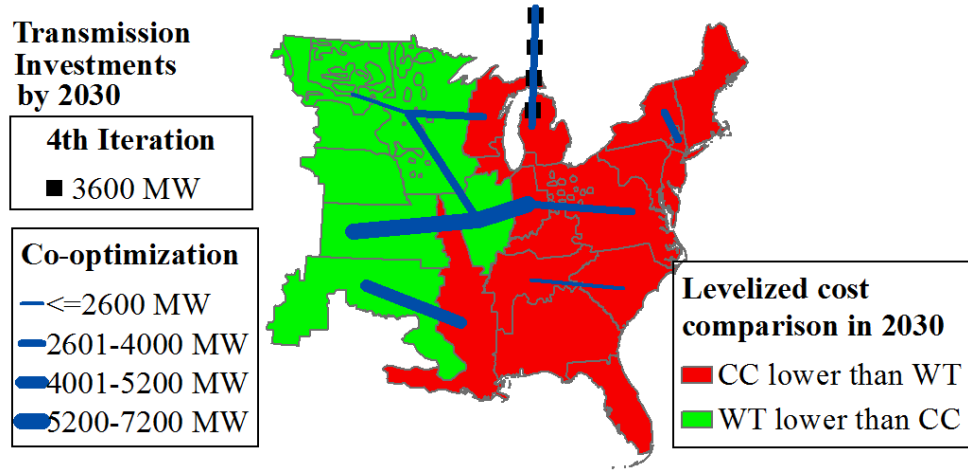 Transmission
Investments
by 2030
4th Iteration
3600 MW
Co-optimization
<=2600 MW
2601-4000 MW
4001-5200 MW
5200-7200 MW
Levelized cost
comparison in 2030
CC lower than WT
WT lower than CC